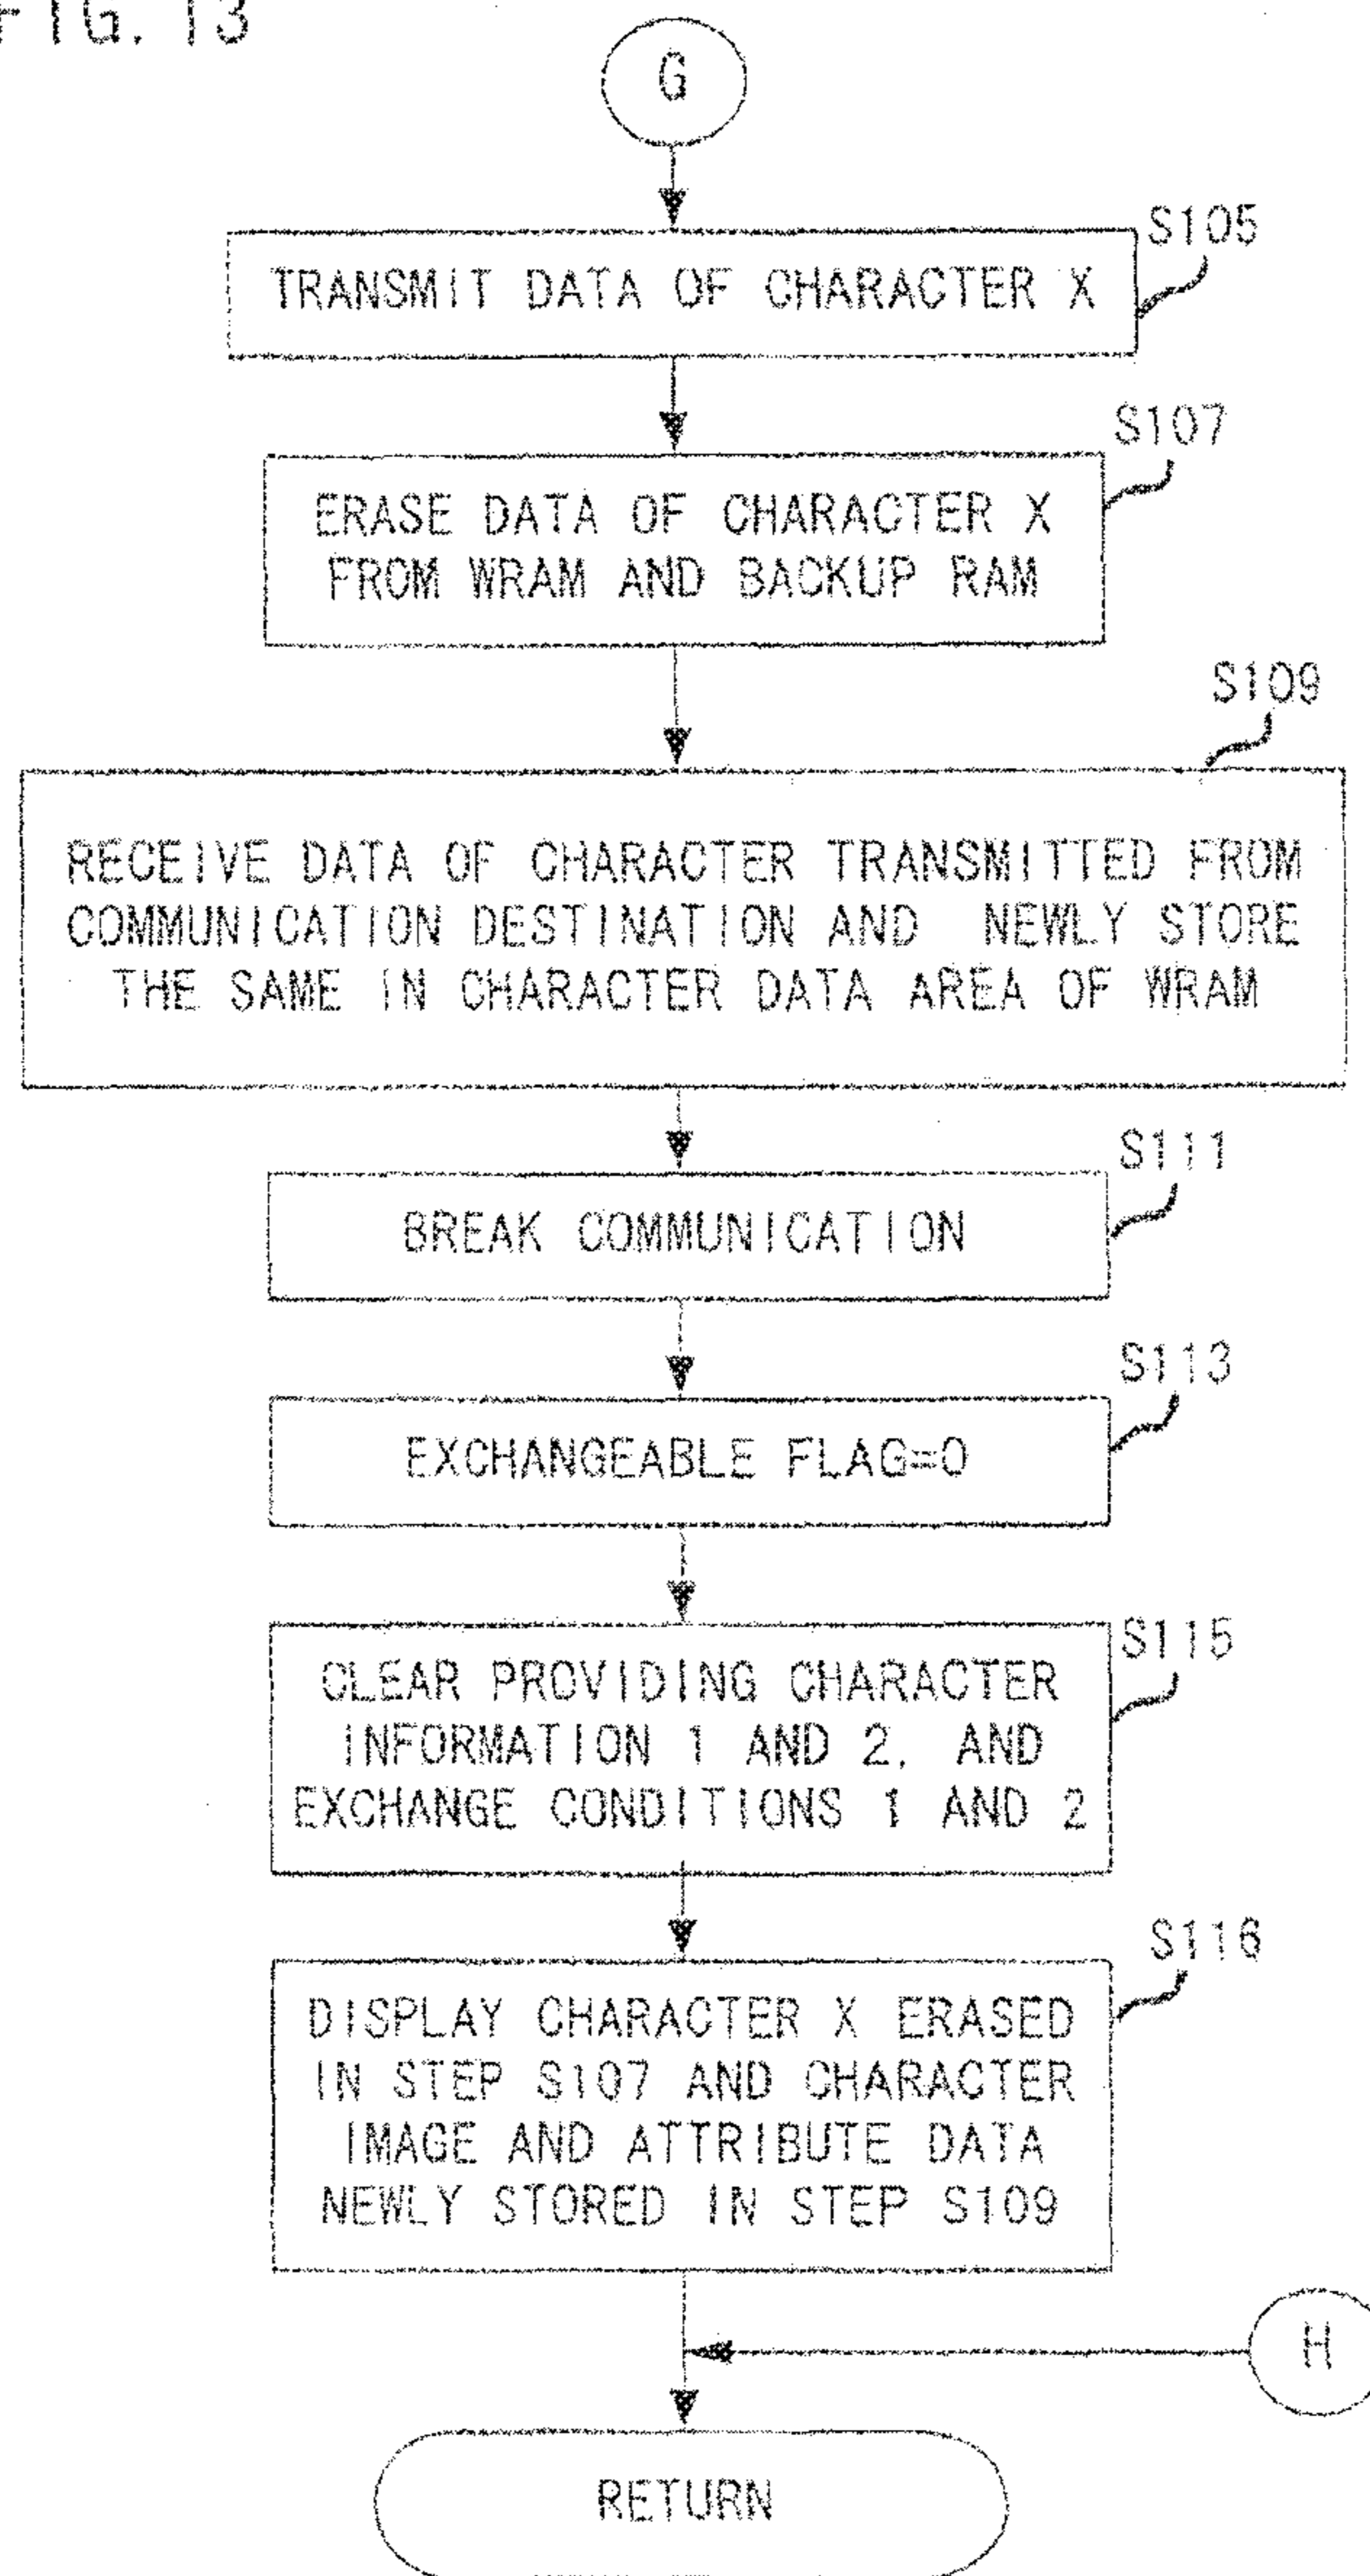 FIG. 13
G
S105
TRANSMIT DATA OF CHARACTER X
S107
ERASE DATA OF CHARACTER X
FROM WRAM AND BACKUP RAM
S109
RECEIVE DATA OF CHARACTER TRANSMITTED FROM
COMMUNICATION DESTINATION AND NEWLY STORE
THE SAME IN CHARACTER DATA AREA OF WRAM
S111
BREAK COMMUNICATION
S113
EXCHANGEABLE FLAG=0
S115
CLEAR PROVIDING CHARACTER
INFORMATION 1 AND 2, AND
EXCHANGE CONDITIONS 1 AND 2
S116
DISPLAY CHARACTER X ERASED
IN STEP S107 AND CHARACTER
IMAGE AND ATTRIBUTE DATA
NEWLY STORED IN STEP S109
H
RETURN